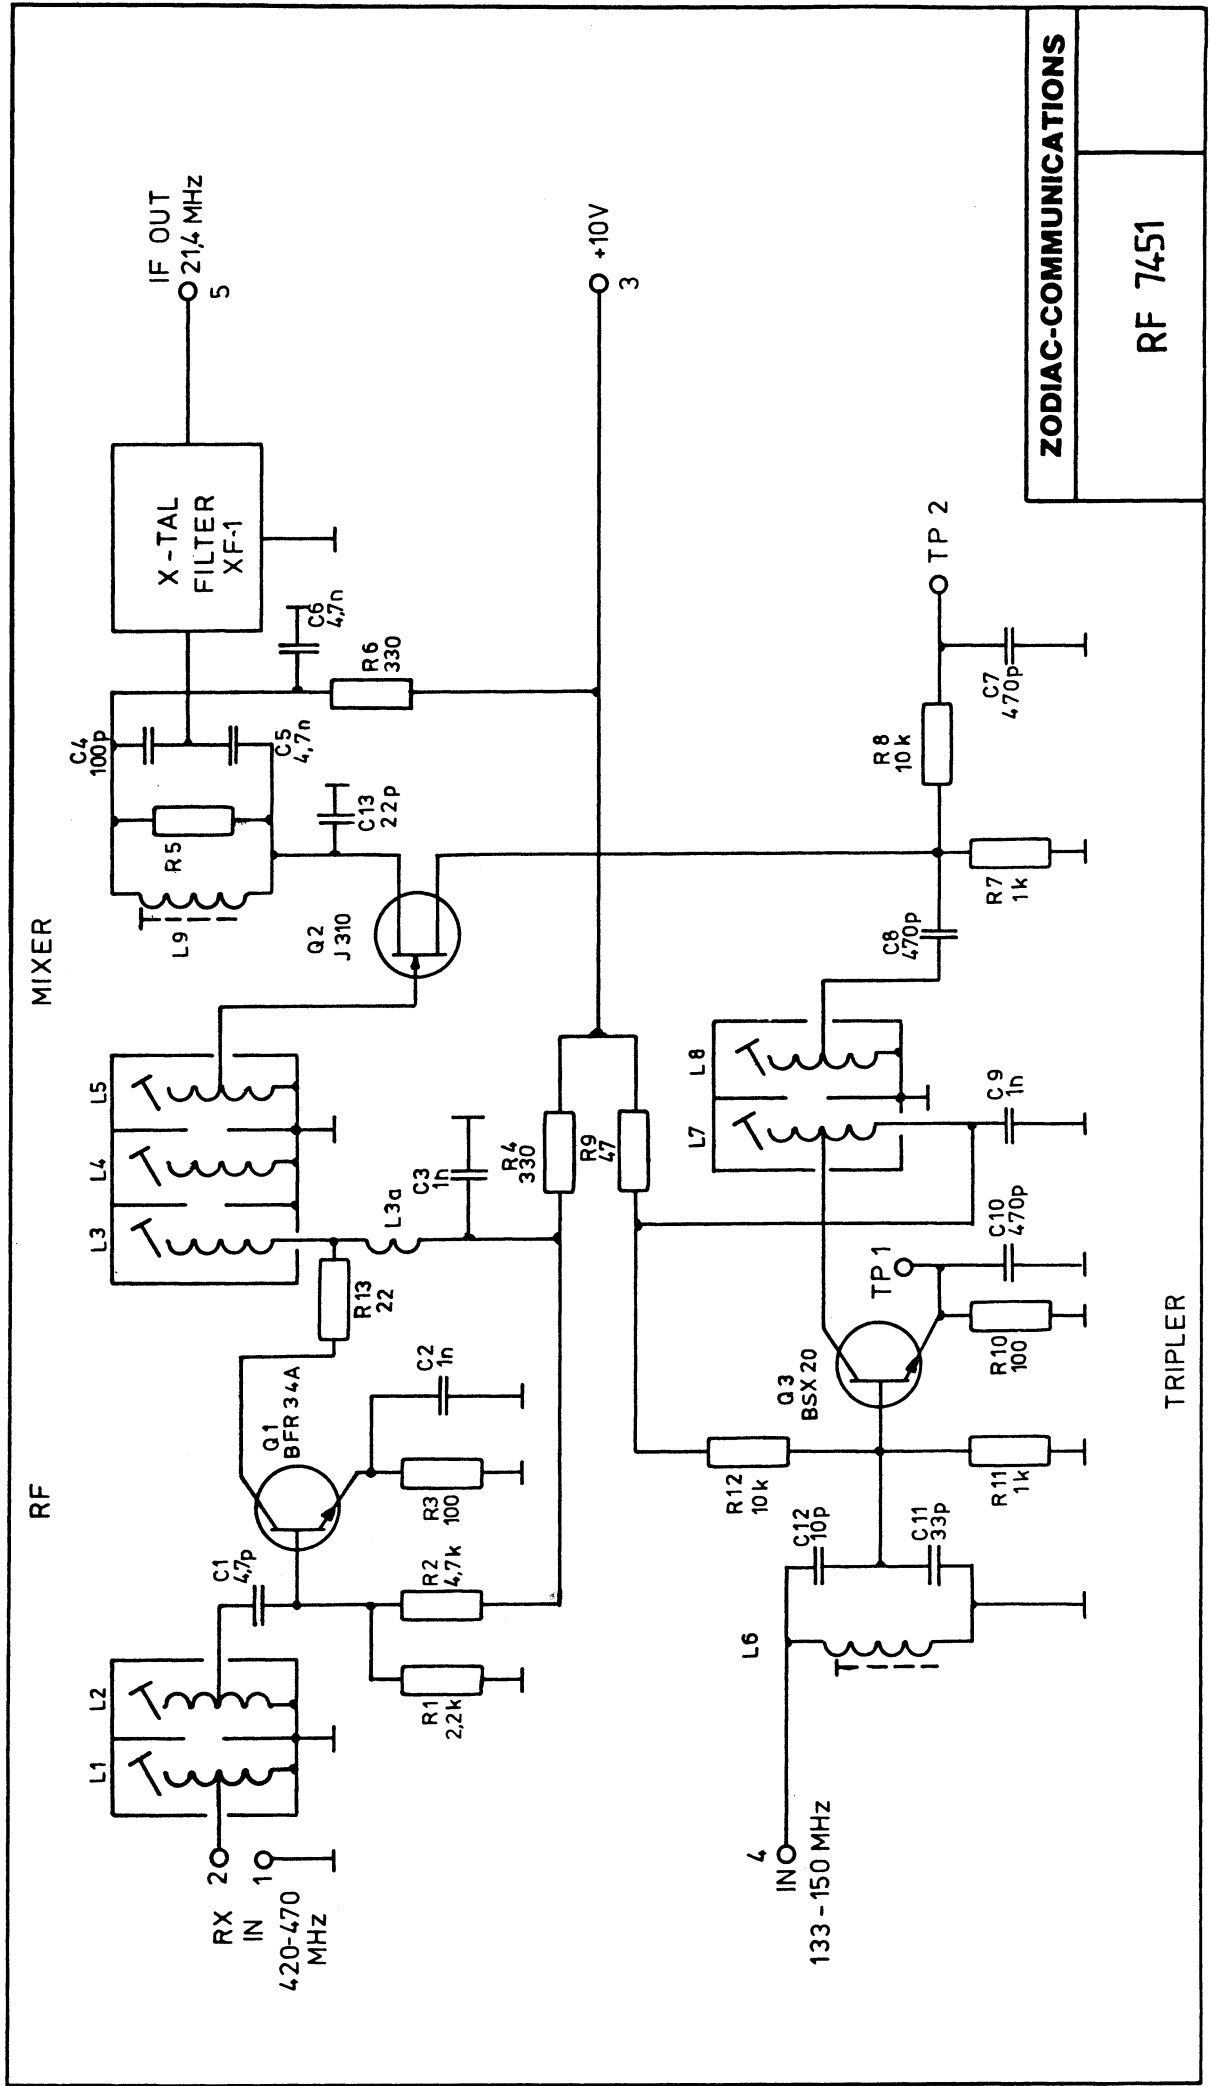 RF
MIXER
L1
L2
L3
L4
L5
RX
IN
420-470
MHz
2
1
C1
4,7p
Q1
BFR 34A
R13
22
L3a
C2
1n
R3
100
R2
4,7k
R1
2,2k
C3
1n
R4
330
R9
47
L9
R5
C4
100p
C5
4,7n
Q2
J310
C13
22p
C6
4,7n
R6
330
X-TAL
FILTER
XF-1
IF OUT
21,4 MHz
5
+10V
3
4
IN
133-150 MHz
L6
C12
10p
C11
33p
R12
10k
R11
1k
Q3
BSX20
TP1
R10
100
C10
470p
C9
1n
L7
L8
C8
470p
R7
1k
R8
10k
C7
470p
TP 2
TRIPLER
ZODIAC-COMMUNICATIONS
RF 7451